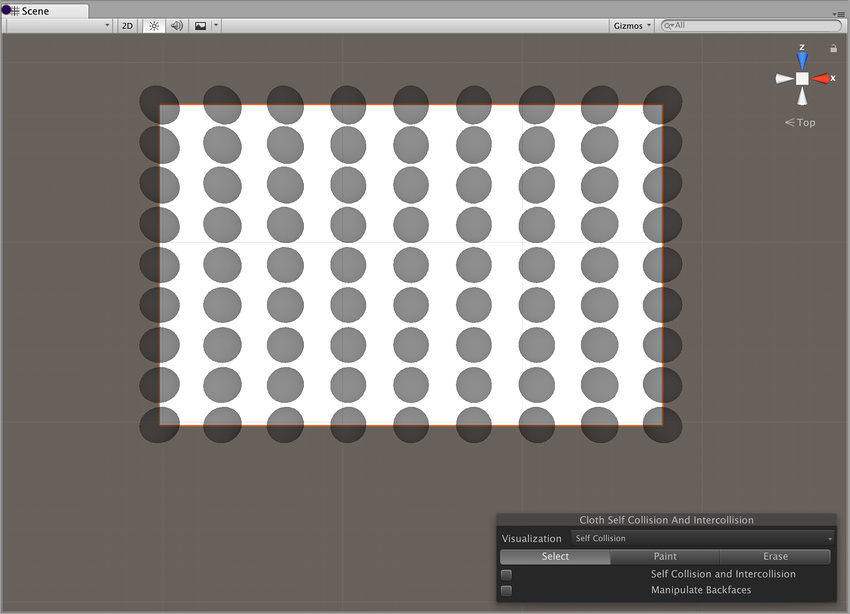 Scene
2D Gizmos All
z
x
Top
Cloth Self Collision And Intercollision
Visualization Self Collision
Select Paint Erase
Self Collision and Intercollision
Manipulate Backfaces